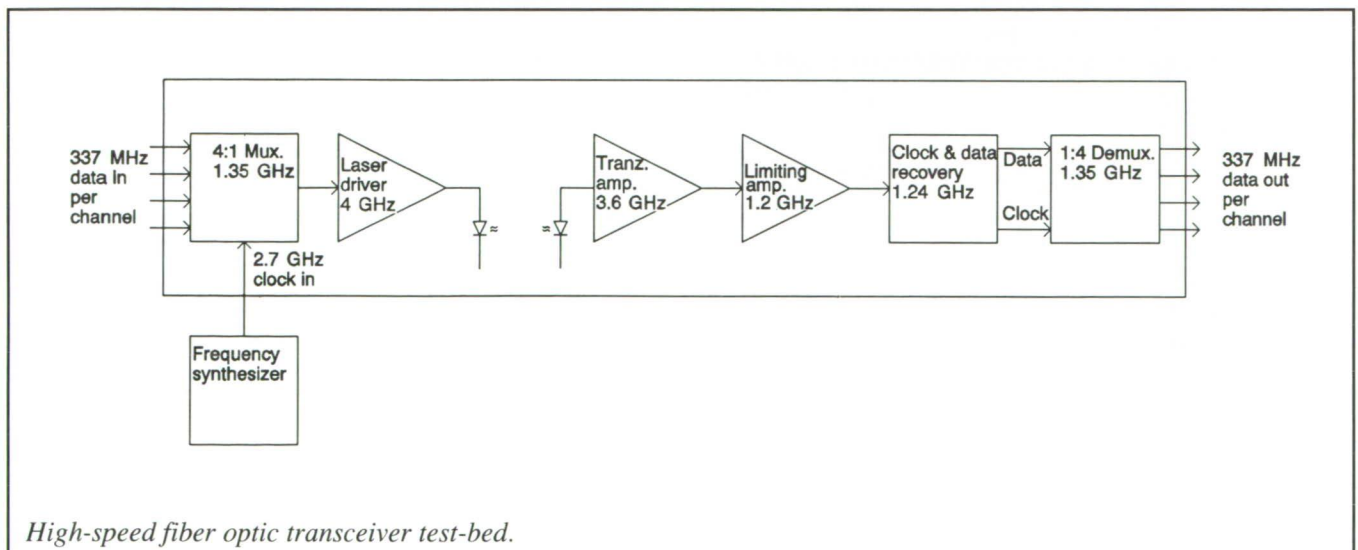 337 MHz
data in
per
channel
4:1 Mux.
1.35 GHz
2.7 GHz
clock in
Frequency
synthesizer
Laser
driver
4 GHz
≈
≈
Tranz.
amp.
3.6 GHz
Limiting
amp.
1.2 GHz
Clock & data
recovery
1.24 GHz
Data
Clock
1:4 Demux.
1.35 GHz
337 MHz
data out
per
channel
High-speed fiber optic transceiver test-bed.